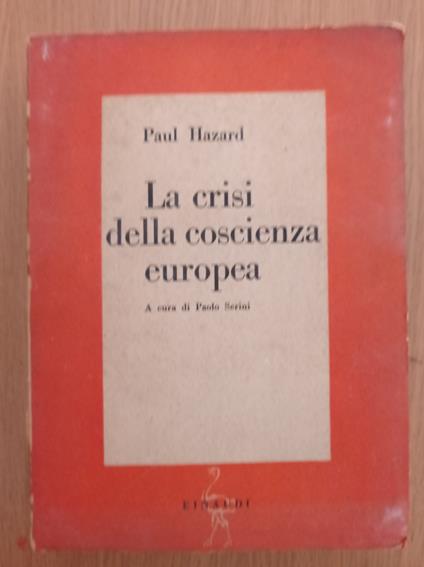 Paul Hazard
La crisi
della coscienza
europea
A cura di Paolo Serini
EINAUDI